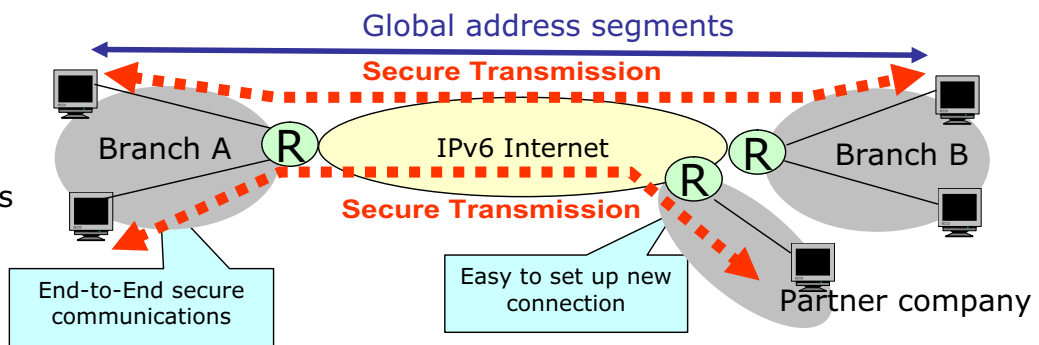 Global address segments
Secure Transmission
Branch A
R
IPv6 Internet
R
Branch B
R
s
Secure Transmission
End-to-End secure
communications
Easy to set up new
connection
Partner company